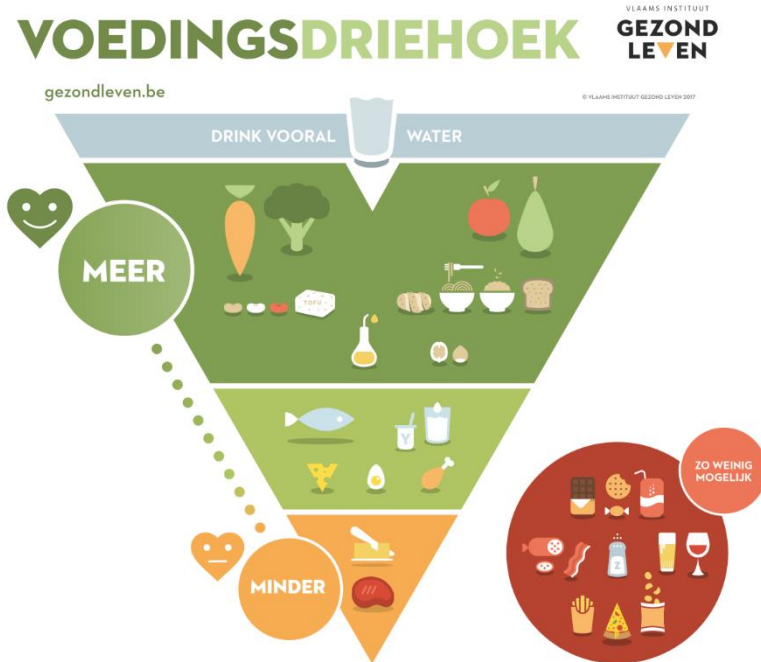 VOEDINGSDRIEHOEK
VLAAMS INSTITUUT
GEZOND
LEVEN
gezondleven.be
© VLAAMS INSTITUUT GEZOND LEVEN 2017
DRINK VOORAL WATER
MEER
TOFU
Y
ZO WEINIG
MOGELIJK
Z
MINDER